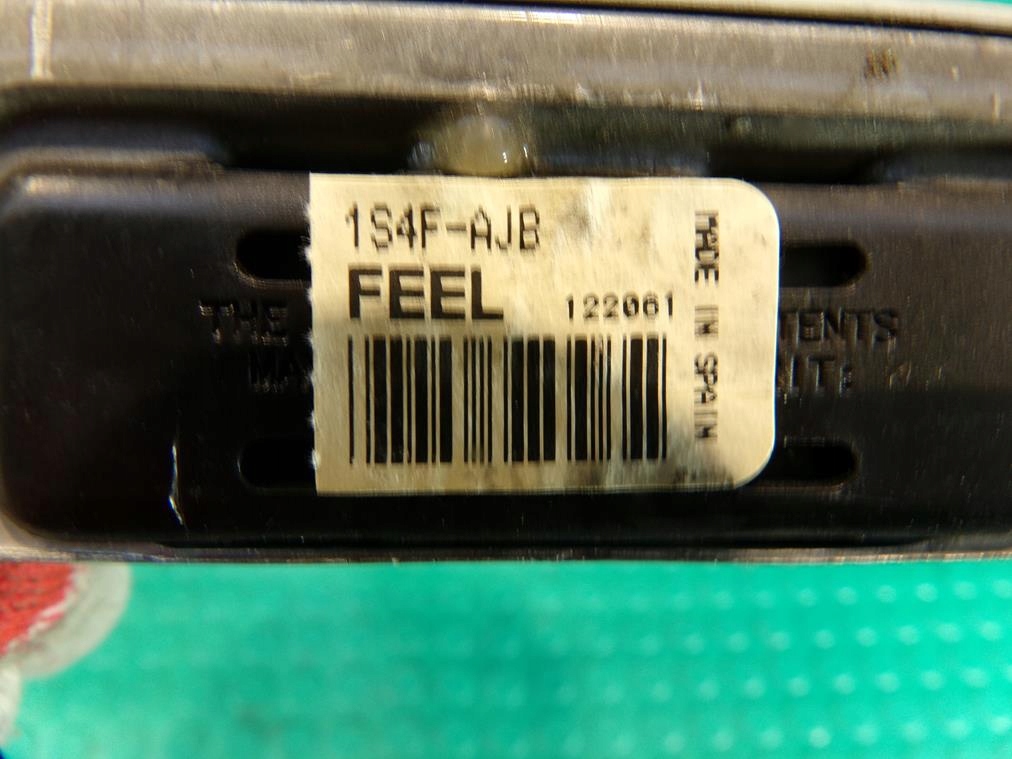 1S4F-AJB
FEEL
122061
MADE IN SPAIN
THE
TENTS